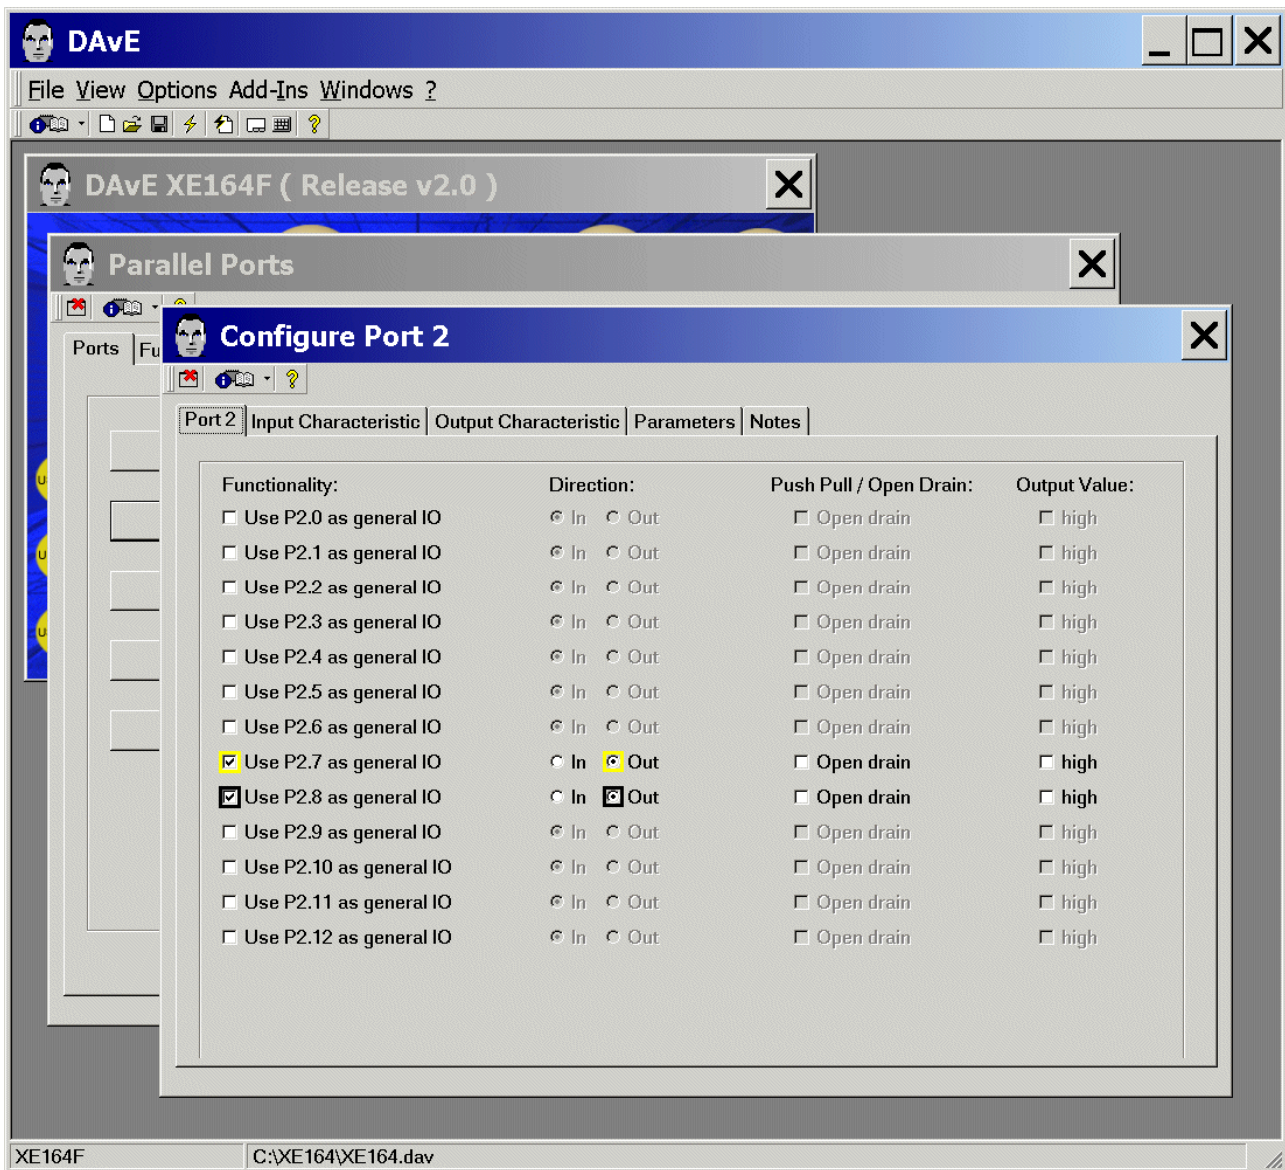 DAvE
File View Options Add-Ins Windows ?
DAvE XE164F ( Release v2.0 )
Parallel Ports
Ports Fu
Configure Port 2
Port 2 Input Characteristic Output Characteristic Parameters Notes
Functionality: Direction: Push Pull / Open Drain: Output Value:
Use P2.0 as general IO In Out Open drain high
Use P2.1 as general IO In Out Open drain high
Use P2.2 as general IO In Out Open drain high
Use P2.3 as general IO In Out Open drain high
Use P2.4 as general IO In Out Open drain high
Use P2.5 as general IO In Out Open drain high
Use P2.6 as general IO In Out Open drain high
Use P2.7 as general IO In Out Open drain high
Use P2.8 as general IO In Out Open drain high
Use P2.9 as general IO In Out Open drain high
Use P2.10 as general IO In Out Open drain high
Use P2.11 as general IO In Out Open drain high
Use P2.12 as general IO In Out Open drain high
XE164F C:\XE164\XE164.dav